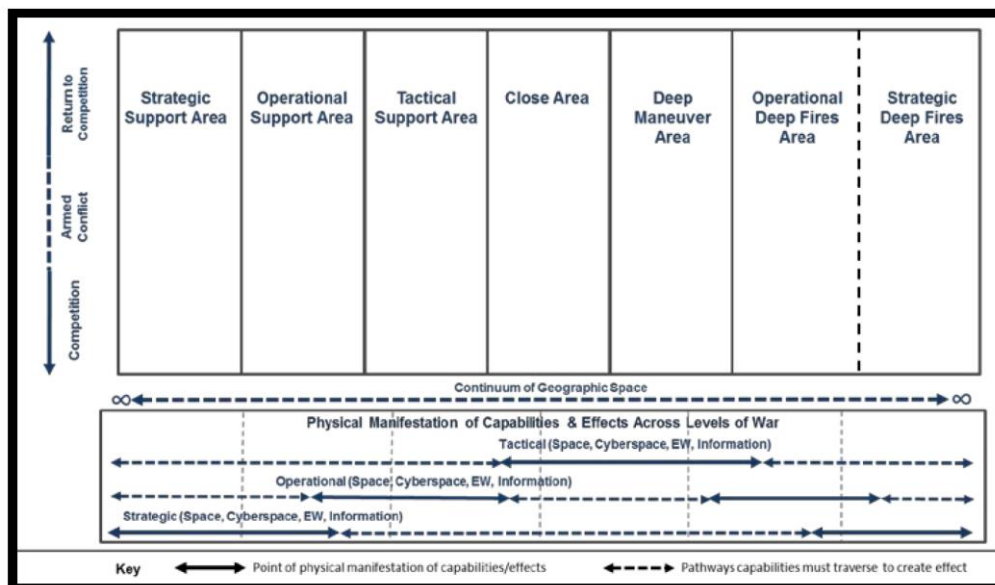 Return to
Competition
Armed
Conflict
Competition
Strategic
Support Area
Operational
Support Area
Tactical
Support Area
Close Area
Deep
Maneuver
Area
Operational
Deep Fires
Area
Strategic
Deep Fires
Area
Continuum of Geographic Space
∞ ∞
Physical Manifestation of Capabilities & Effects Across Levels of War
Tactical (Space, Cyberspace, EW, Information)
Operational (Space, Cyberspace, EW, Information)
Strategic (Space, Cyberspace, EW, Information)
Key Point of physical manifestation of capabilities/effects Pathways capabilities must traverse to create effect